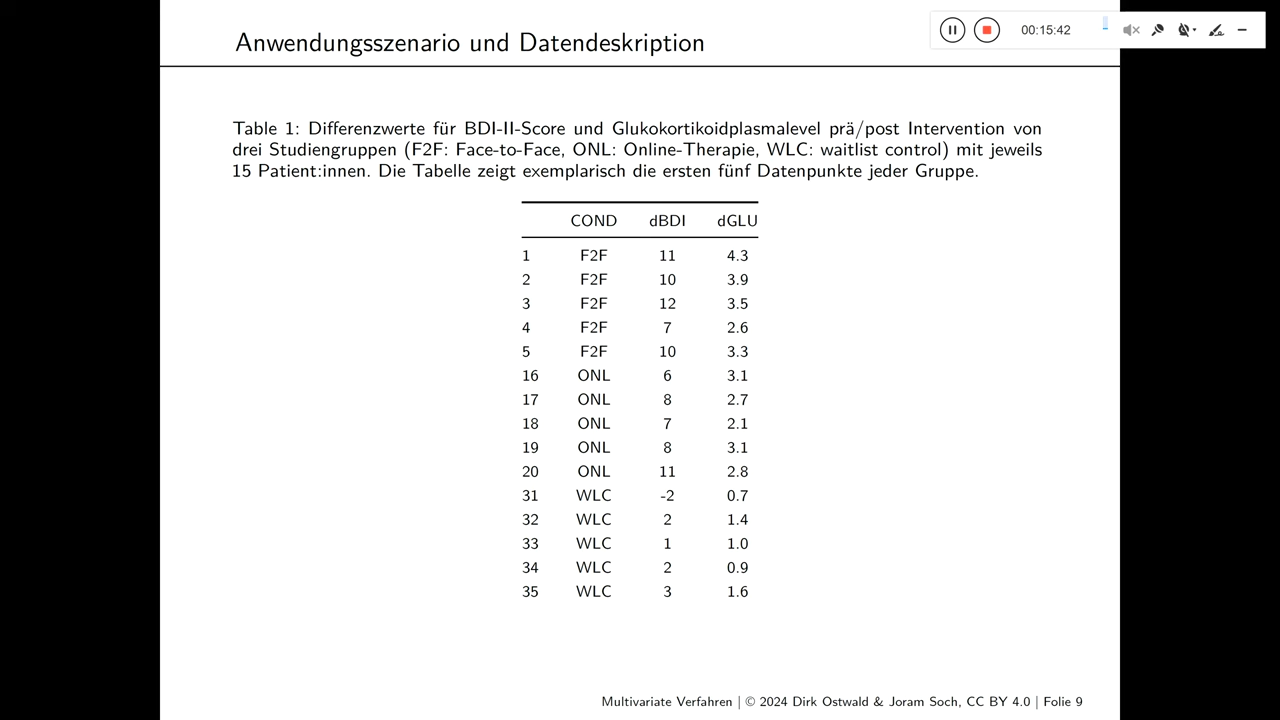 Anwendungsszenario und Datendeskription
00:15:42
Table 1: Differenzwerte für BDI-II-Score und Glukokortikoidplasmalevel prä/post Intervention von
drei Studiengruppen (F2F: Face-to-Face, ONL: Online-Therapie, WLC: waitlist control) mit jeweils
15 Patient:innen. Die Tabelle zeigt exemplarisch die ersten fünf Datenpunkte jeder Gruppe.
COND dBDI dGLU
1 F2F 11 4.3
2 F2F 10 3.9
3 F2F 12 3.5
4 F2F 7 2.6
5 F2F 10 3.3
16 ONL 6 3.1
17 ONL 8 2.7
18 ONL 7 2.1
19 ONL 8 3.1
20 ONL 11 2.8
31 WLC -2 0.7
32 WLC 2 1.4
33 WLC 1 1.0
34 WLC 2 0.9
35 WLC 3 1.6
Multivariate Verfahren | © 2024 Dirk Ostwald & Joram Soch, CC BY 4.0 | Folie 9